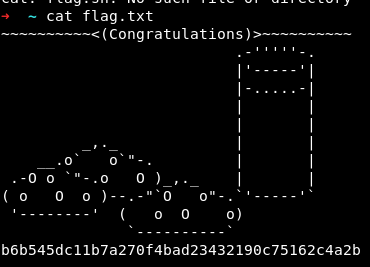 cat: flag.sh: No such file or directory
→ ~ cat flag.txt
~~~~~~~~~~<(Congratulations)>~~~~~~~~~~
                          .-'''''-.
                          |'-----'|
                          |-.....-|
                          |       |
                          |       |
         _,._             |       |
    __.o`   o`"-.         |       |
 .-O o `"-.o   O )_,._    |       |
( o   O  o )--.-"`O   o"-.`'-----'`
 '--------'  (   o  O    o)
              `----------`
b6b545dc11b7a270f4bad23432190c75162c4a2b